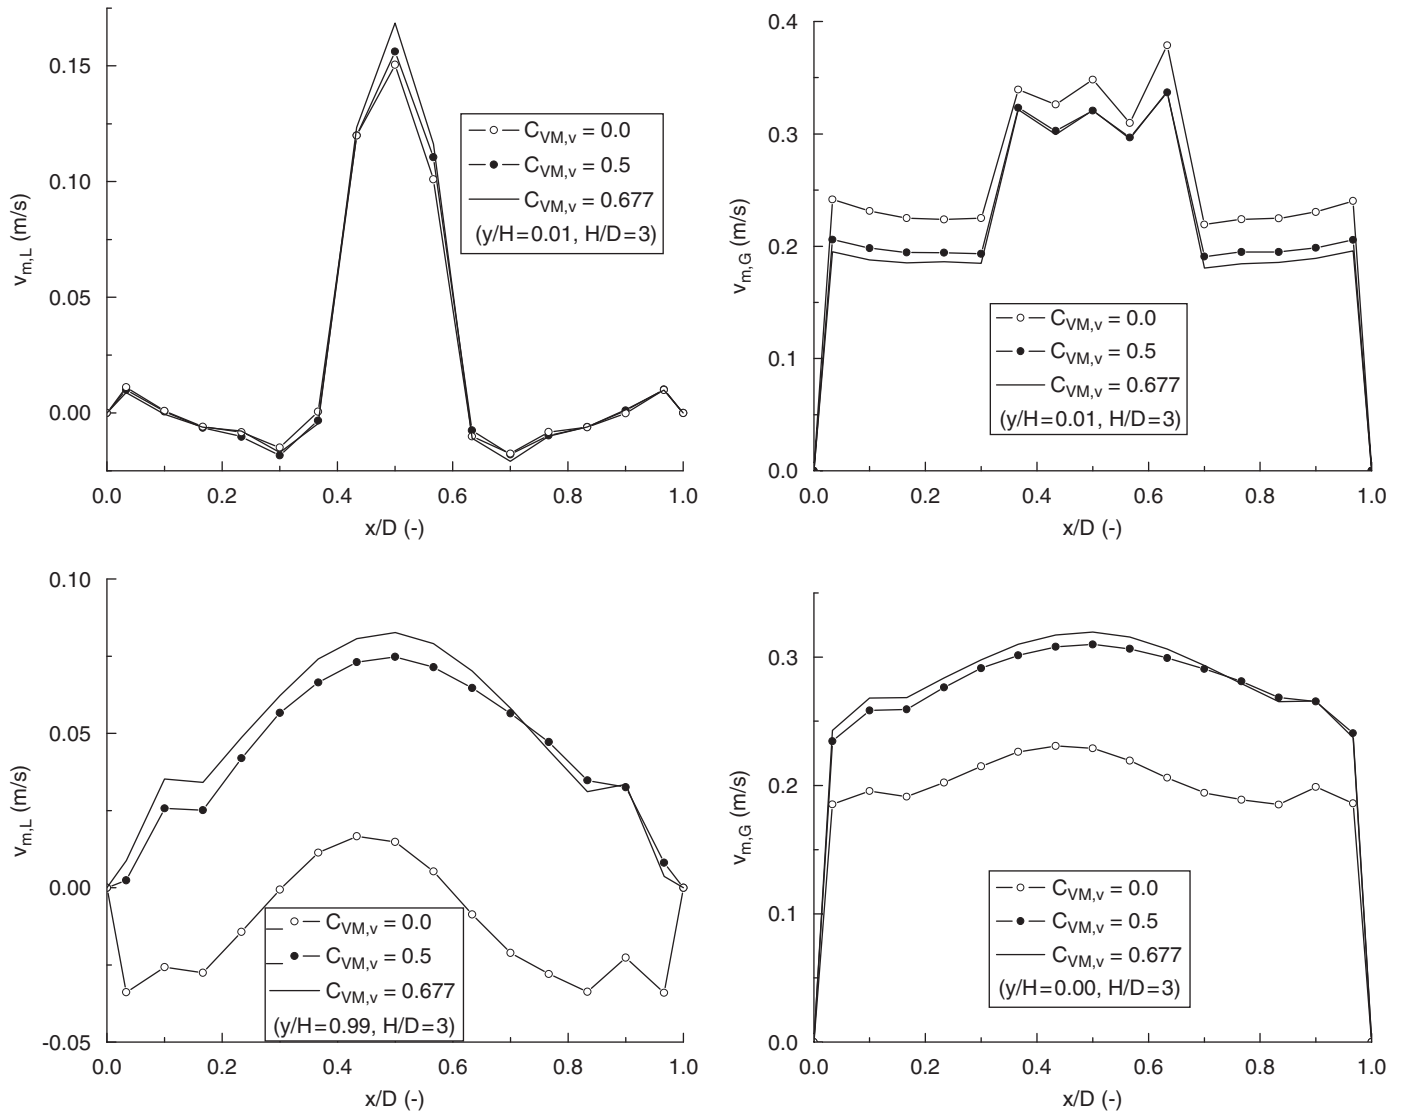 0.15
0.10
0.05
0.00
v_m,L (m/s)
C_VM,v = 0.0
C_VM,v = 0.5
C_VM,v = 0.677
(y/H=0.01, H/D=3)
0.0 0.2 0.4 0.6 0.8 1.0
x/D (-)
0.4
0.3
0.2
0.1
0.0
v_m,G (m/s)
C_VM,v = 0.0
C_VM,v = 0.5
C_VM,v = 0.677
(y/H=0.01, H/D=3)
0.0 0.2 0.4 0.6 0.8 1.0
x/D (-)
0.10
0.05
0.00
-0.05
v_m,L (m/s)
C_VM,v = 0.0
C_VM,v = 0.5
C_VM,v = 0.677
(y/H=0.99, H/D=3)
0.0 0.2 0.4 0.6 0.8 1.0
x/D (-)
0.3
0.2
0.1
0.0
v_m,G (m/s)
C_VM,v = 0.0
C_VM,v = 0.5
C_VM,v = 0.677
(y/H=0.00, H/D=3)
0.0 0.2 0.4 0.6 0.8 1.0
x/D (-)